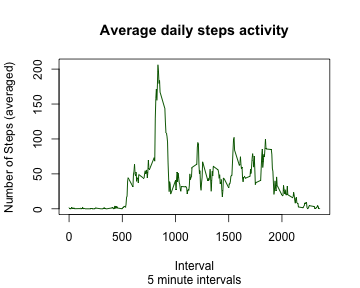 Average daily steps activity
Number of Steps (averaged)
200
150
100
50
0
0 500 1000 1500 2000
Interval
5 minute intervals